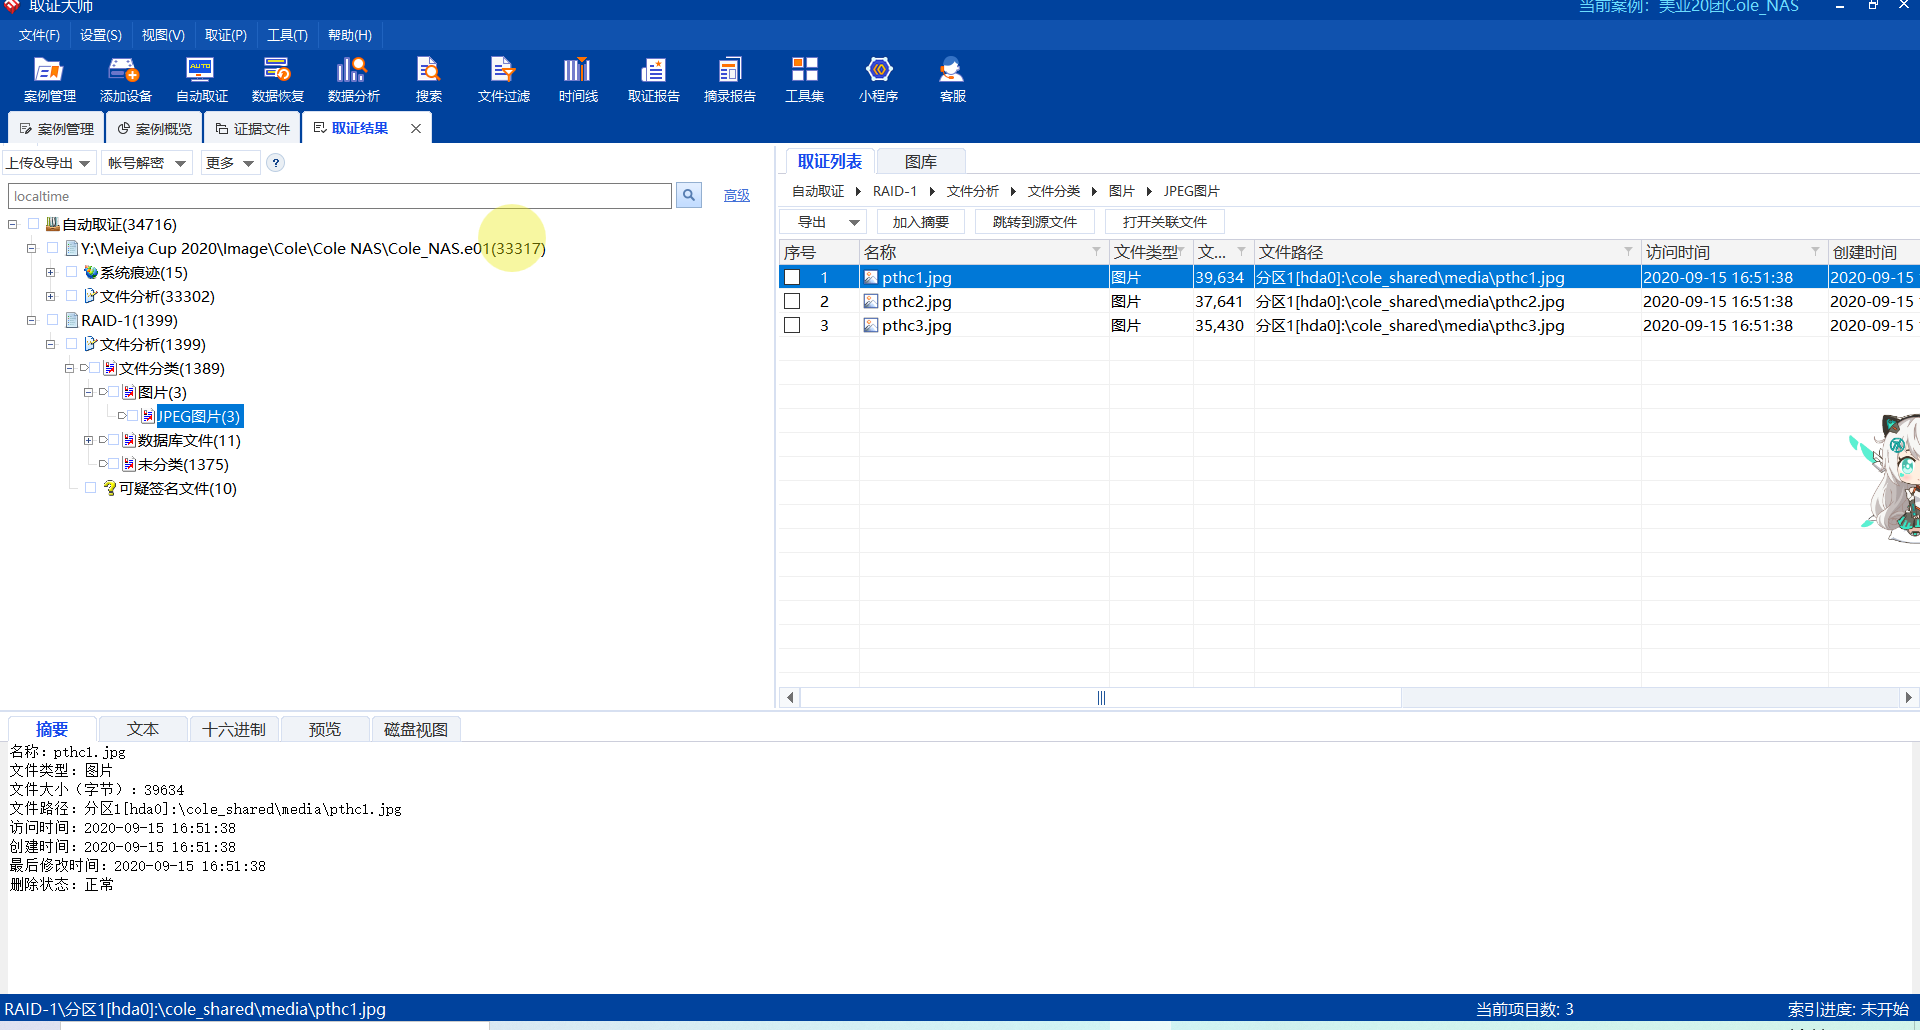 取证大师
当前案例: 美亚20团Cole_NAS
文件(F) 设置(S) 视图(V) 取证(P) 工具(T) 帮助(H)
案例管理 添加设备 自动取证 数据恢复 数据分析 搜索 文件过滤 时间线 取证报告 摘录报告 工具集 小程序 客服
案例管理 案例概览 证据文件 取证结果
上传&导出 帐号解密 更多 ?
localtime 高级
自动取证(34716)
Y:\Meiya Cup 2020\Image\Cole\Cole NAS\Cole_NAS.e01(33317)
系统痕迹(15)
文件分析(33302)
RAID-1(1399)
文件分析(1399)
文件分类(1389)
图片(3)
JPEG图片(3)
数据库文件(11)
未分类(1375)
可疑签名文件(10)
取证列表 图库
自动取证 RAID-1 文件分析 文件分类 图片 JPEG图片
导出 加入摘要 跳转到源文件 打开关联文件
序号 名称 文件类型 文... 文件路径 访问时间 创建时间
1 pthc1.jpg 图片 39,634 分区1[hda0]:\cole_shared\media\pthc1.jpg 2020-09-15 16:51:38 2020-09-15
2 pthc2.jpg 图片 37,641 分区1[hda0]:\cole_shared\media\pthc2.jpg 2020-09-15 16:51:38 2020-09-15
3 pthc3.jpg 图片 35,430 分区1[hda0]:\cole_shared\media\pthc3.jpg 2020-09-15 16:51:38 2020-09-15
摘要 文本 十六进制 预览 磁盘视图
名称: pthc1.jpg
文件类型: 图片
文件大小（字节）: 39634
文件路径: 分区1[hda0]:\cole_shared\media\pthc1.jpg
访问时间: 2020-09-15 16:51:38
创建时间: 2020-09-15 16:51:38
最后修改时间: 2020-09-15 16:51:38
删除状态: 正常
RAID-1\分区1[hda0]:\cole_shared\media\pthc1.jpg 当前项目数: 3 索引进度: 未开始